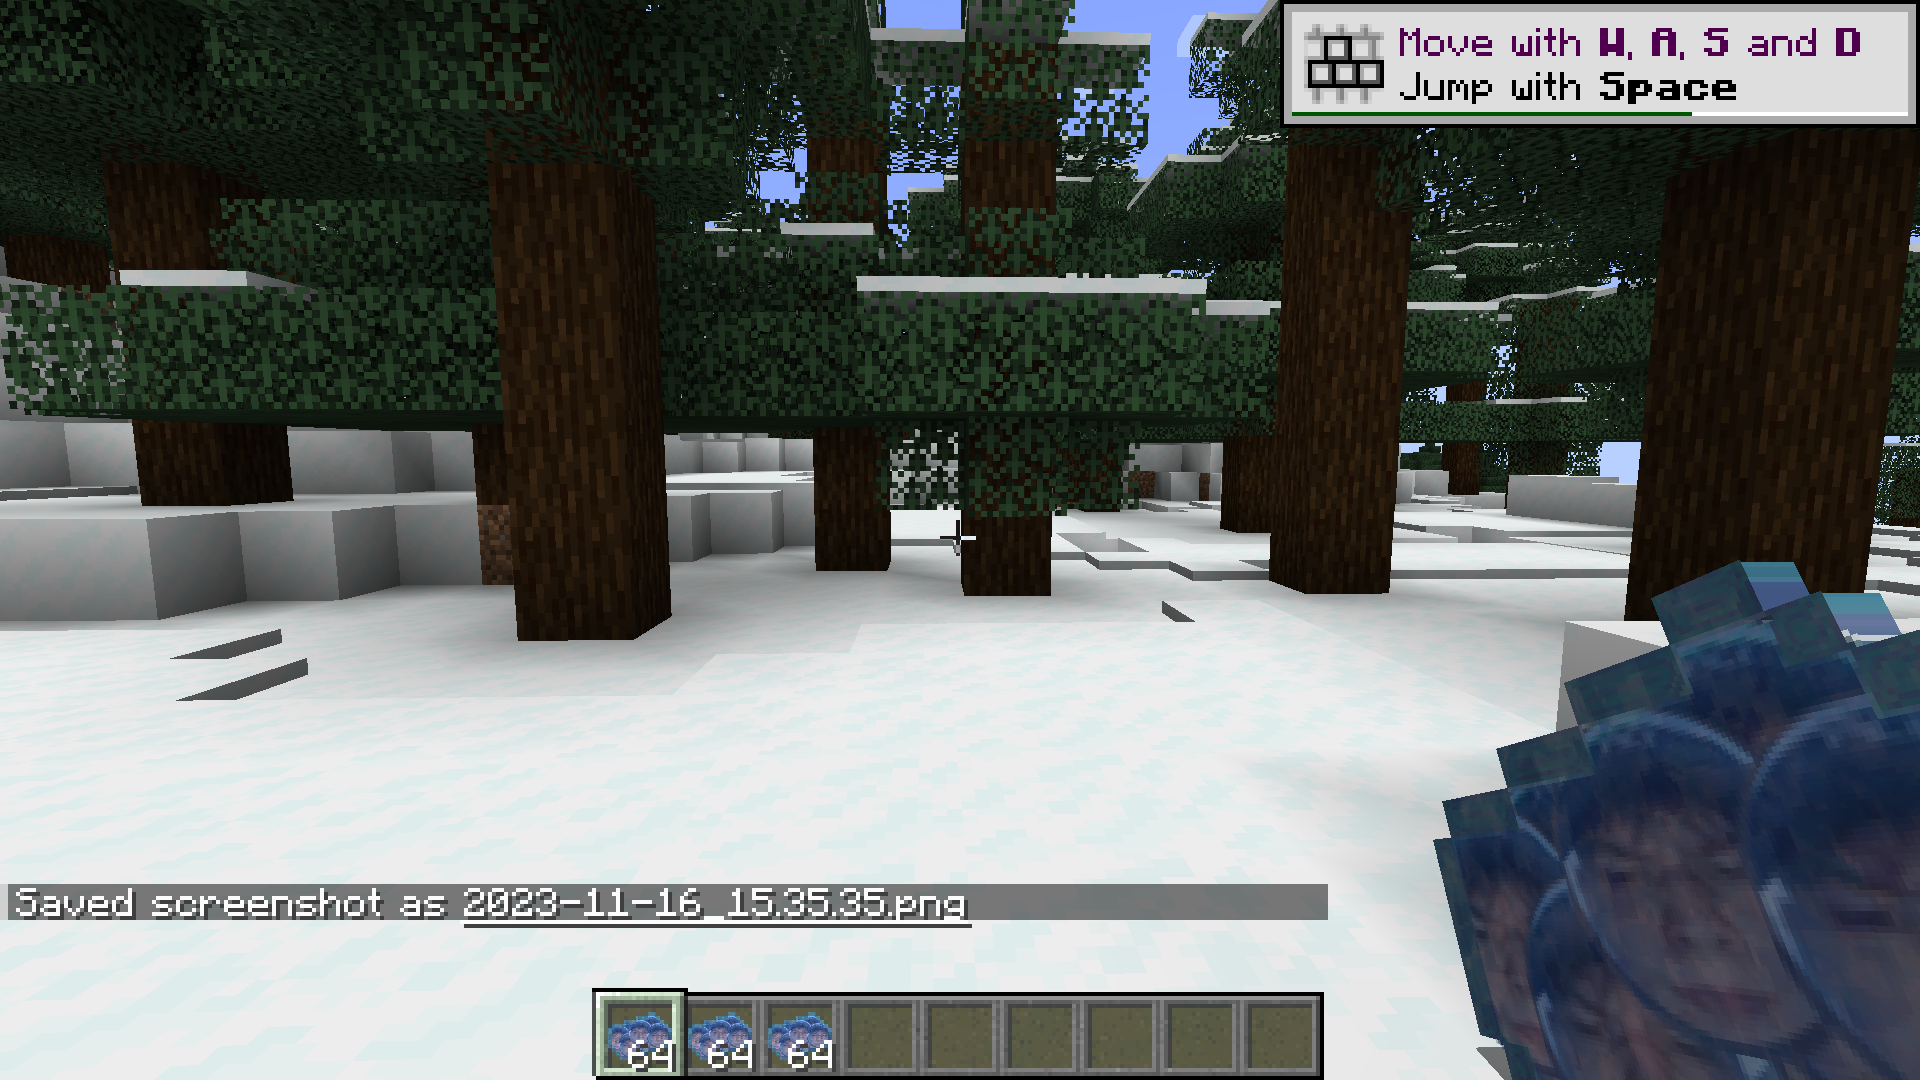 Move with W, A, S and D
Jump with Space
Saved screenshot as 2023-11-16_15.35.35.png
64 64 64